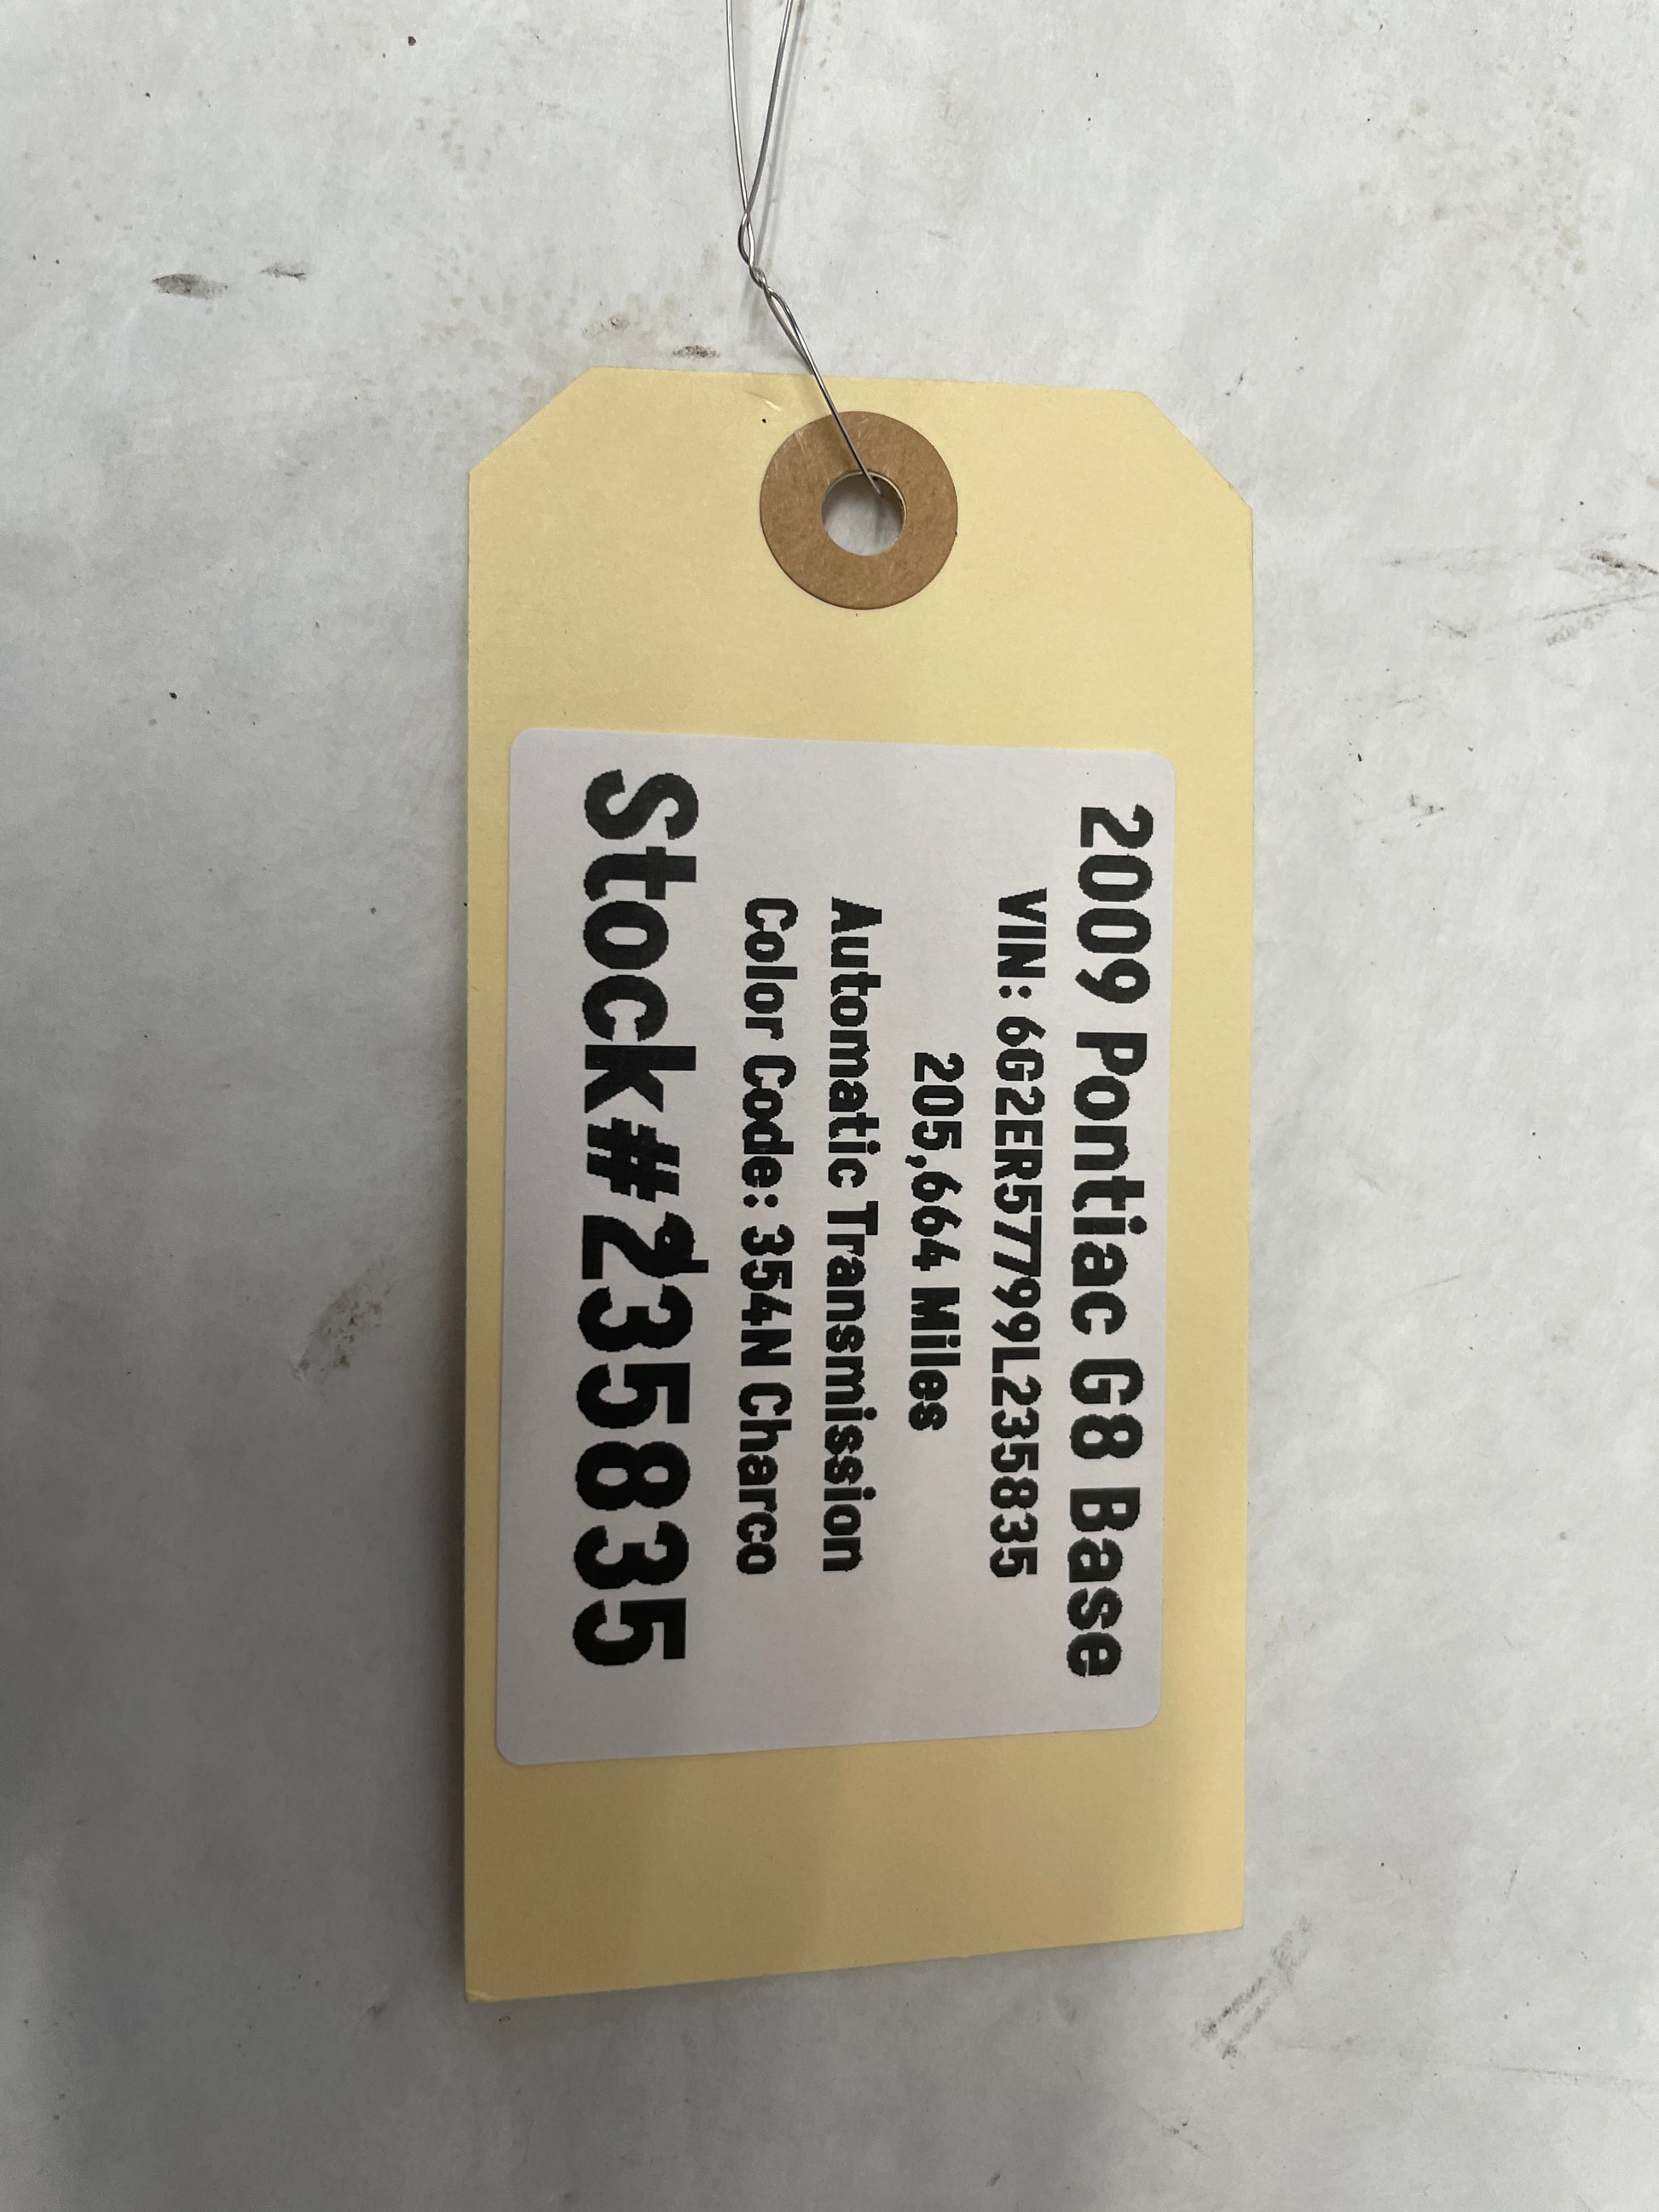 2009 Pontiac G8 Base
VIN: 6G2ER57799L235835
205,664 Miles
Automatic Transmission
Color Code: 354N Charco
Stock#235835